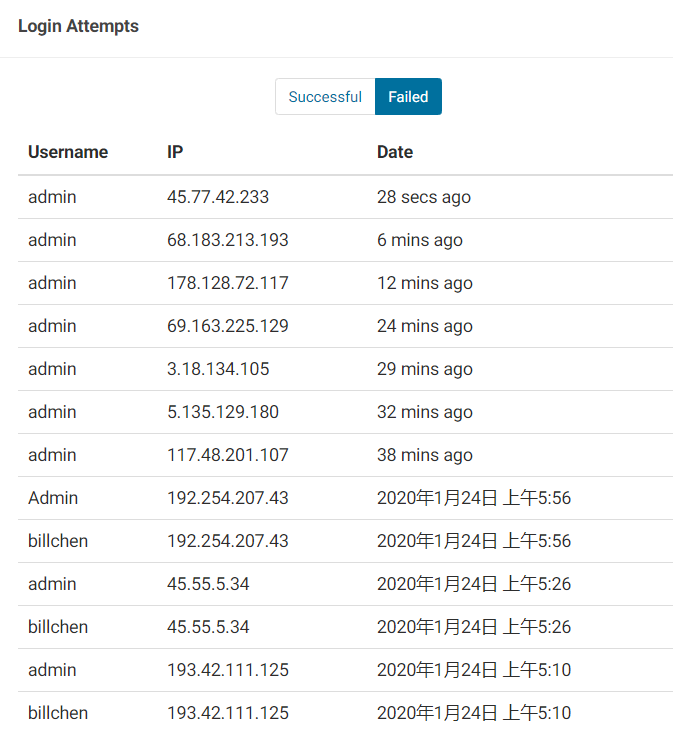 Login Attempts
Successful Failed
Username IP Date
admin 45.77.42.233 28 secs ago
admin 68.183.213.193 6 mins ago
admin 178.128.72.117 12 mins ago
admin 69.163.225.129 24 mins ago
admin 3.18.134.105 29 mins ago
admin 5.135.129.180 32 mins ago
admin 117.48.201.107 38 mins ago
Admin 192.254.207.43 2020年1月24日 上午5:56
billchen 192.254.207.43 2020年1月24日 上午5:56
admin 45.55.5.34 2020年1月24日 上午5:26
billchen 45.55.5.34 2020年1月24日 上午5:26
admin 193.42.111.125 2020年1月24日 上午5:10
billchen 193.42.111.125 2020年1月24日 上午5:10